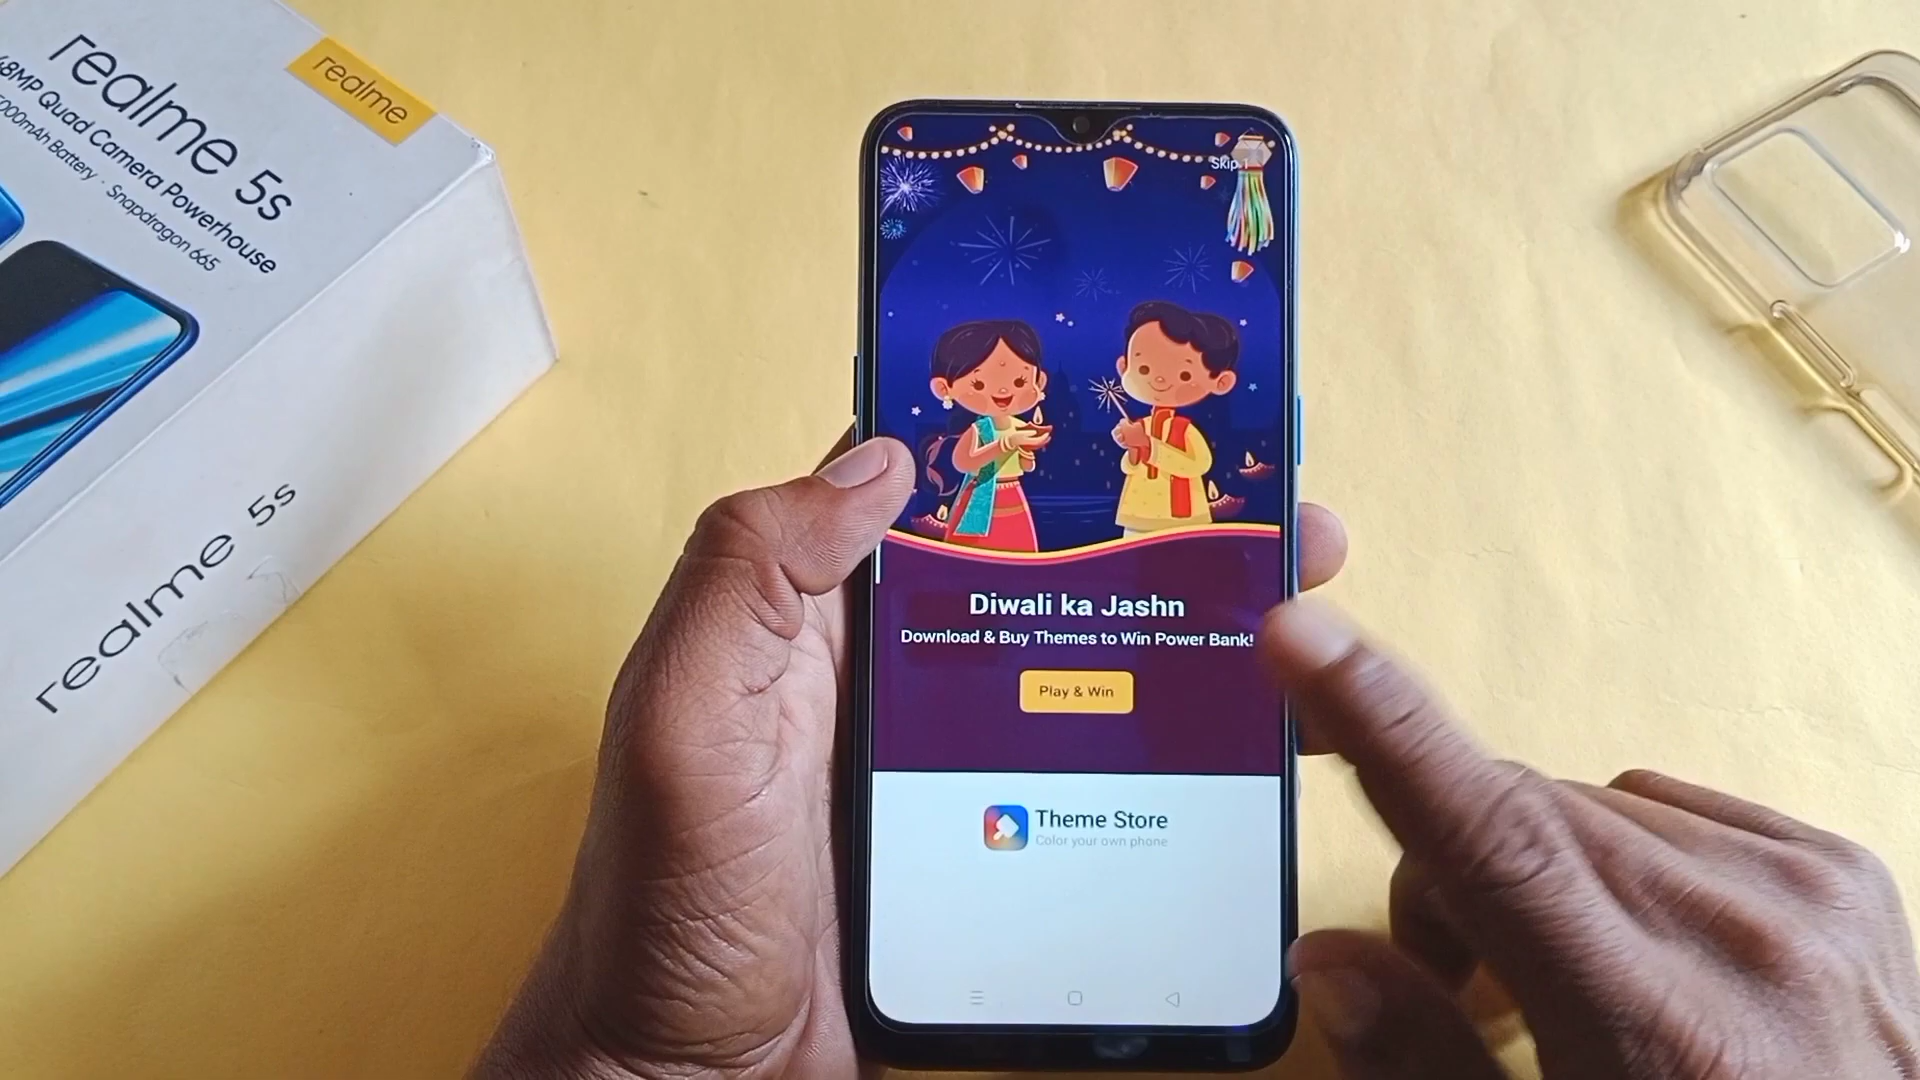 realme
realme 5s
48MP Quad Camera Powerhouse
5000mAh Battery · Snapdragon 665
realme 5s
Skip 1
Diwali ka Jashn
Download & Buy Themes to Win Power Bank!
Play & Win
Theme Store
Color your own phone